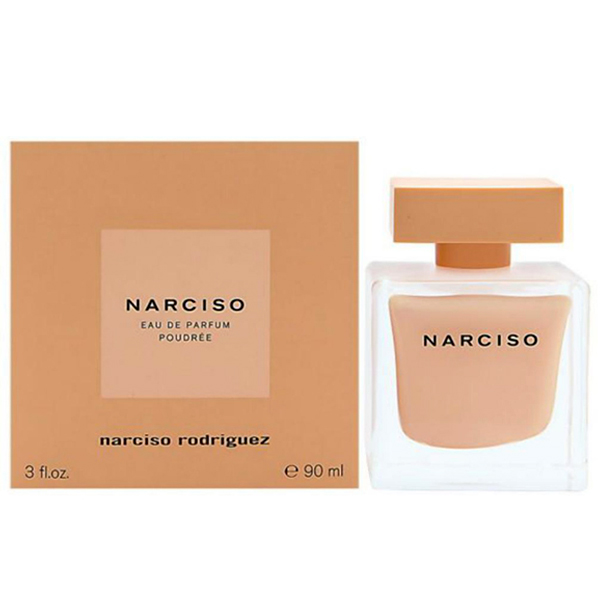 NARCISO
EAU DE PARFUM
POUDRÉE
narciso rodriguez
3 fl.oz.
℮ 90 ml
NARCISO